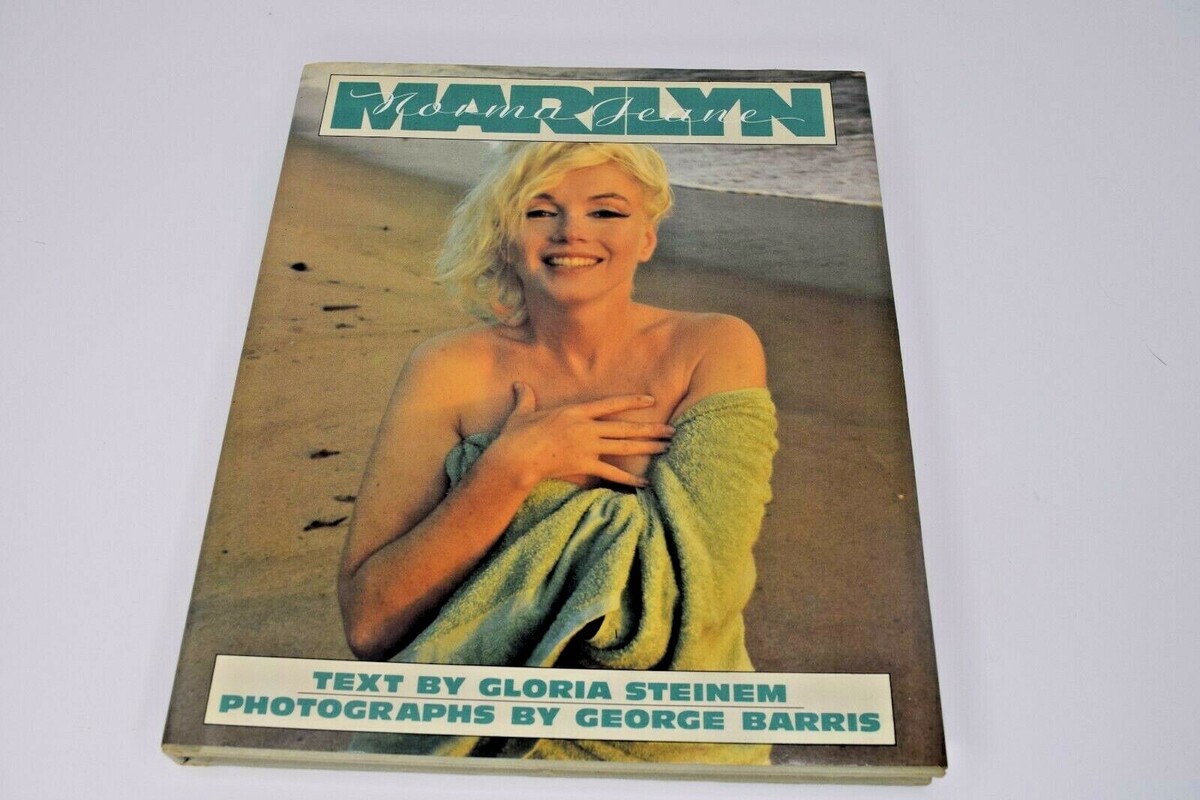 MARILYN
Norma Jeane
TEXT BY GLORIA STEINEM
PHOTOGRAPHS BY GEORGE BARRIS